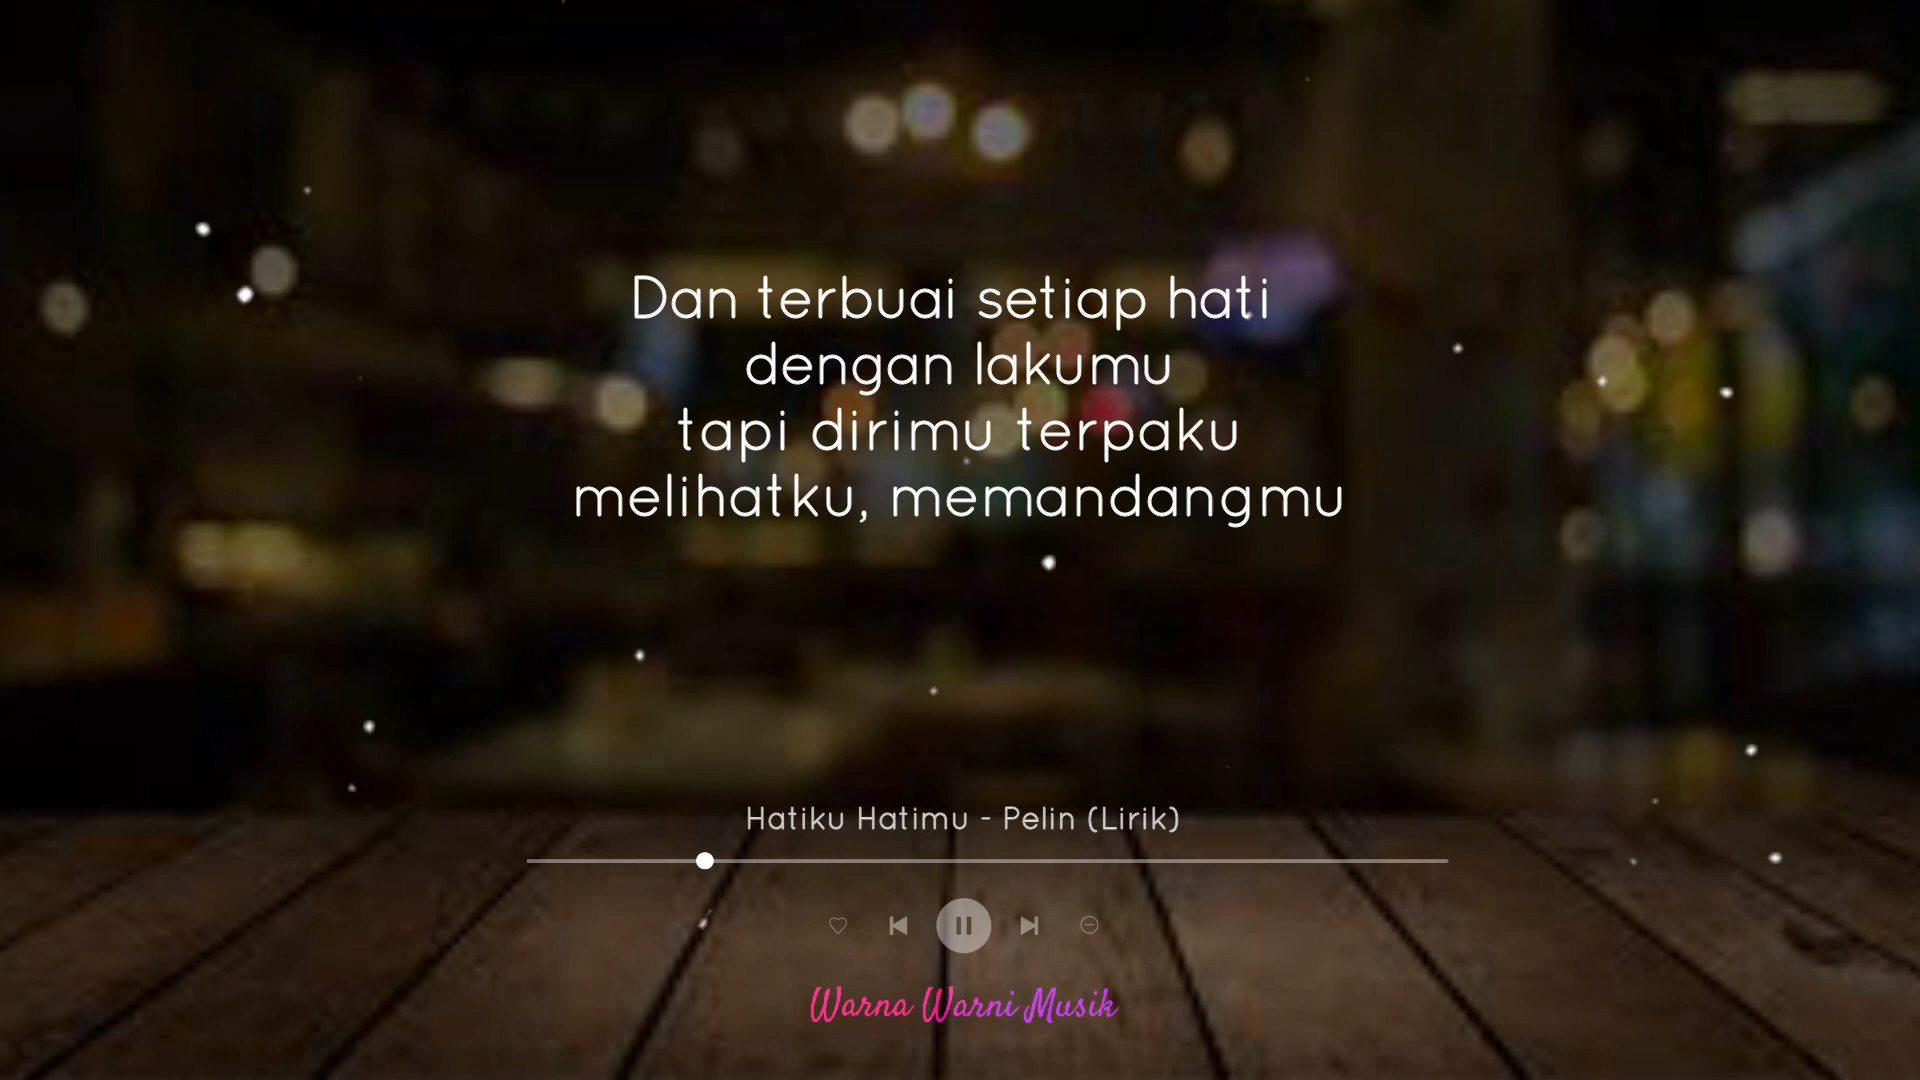 Dan terbuai setiap hati
dengan lakumu
tapi dirimu terpaku
melihatku, memandangmu
Hatiku Hatimu - Pelin (Lirik)
Warna Warni Musik